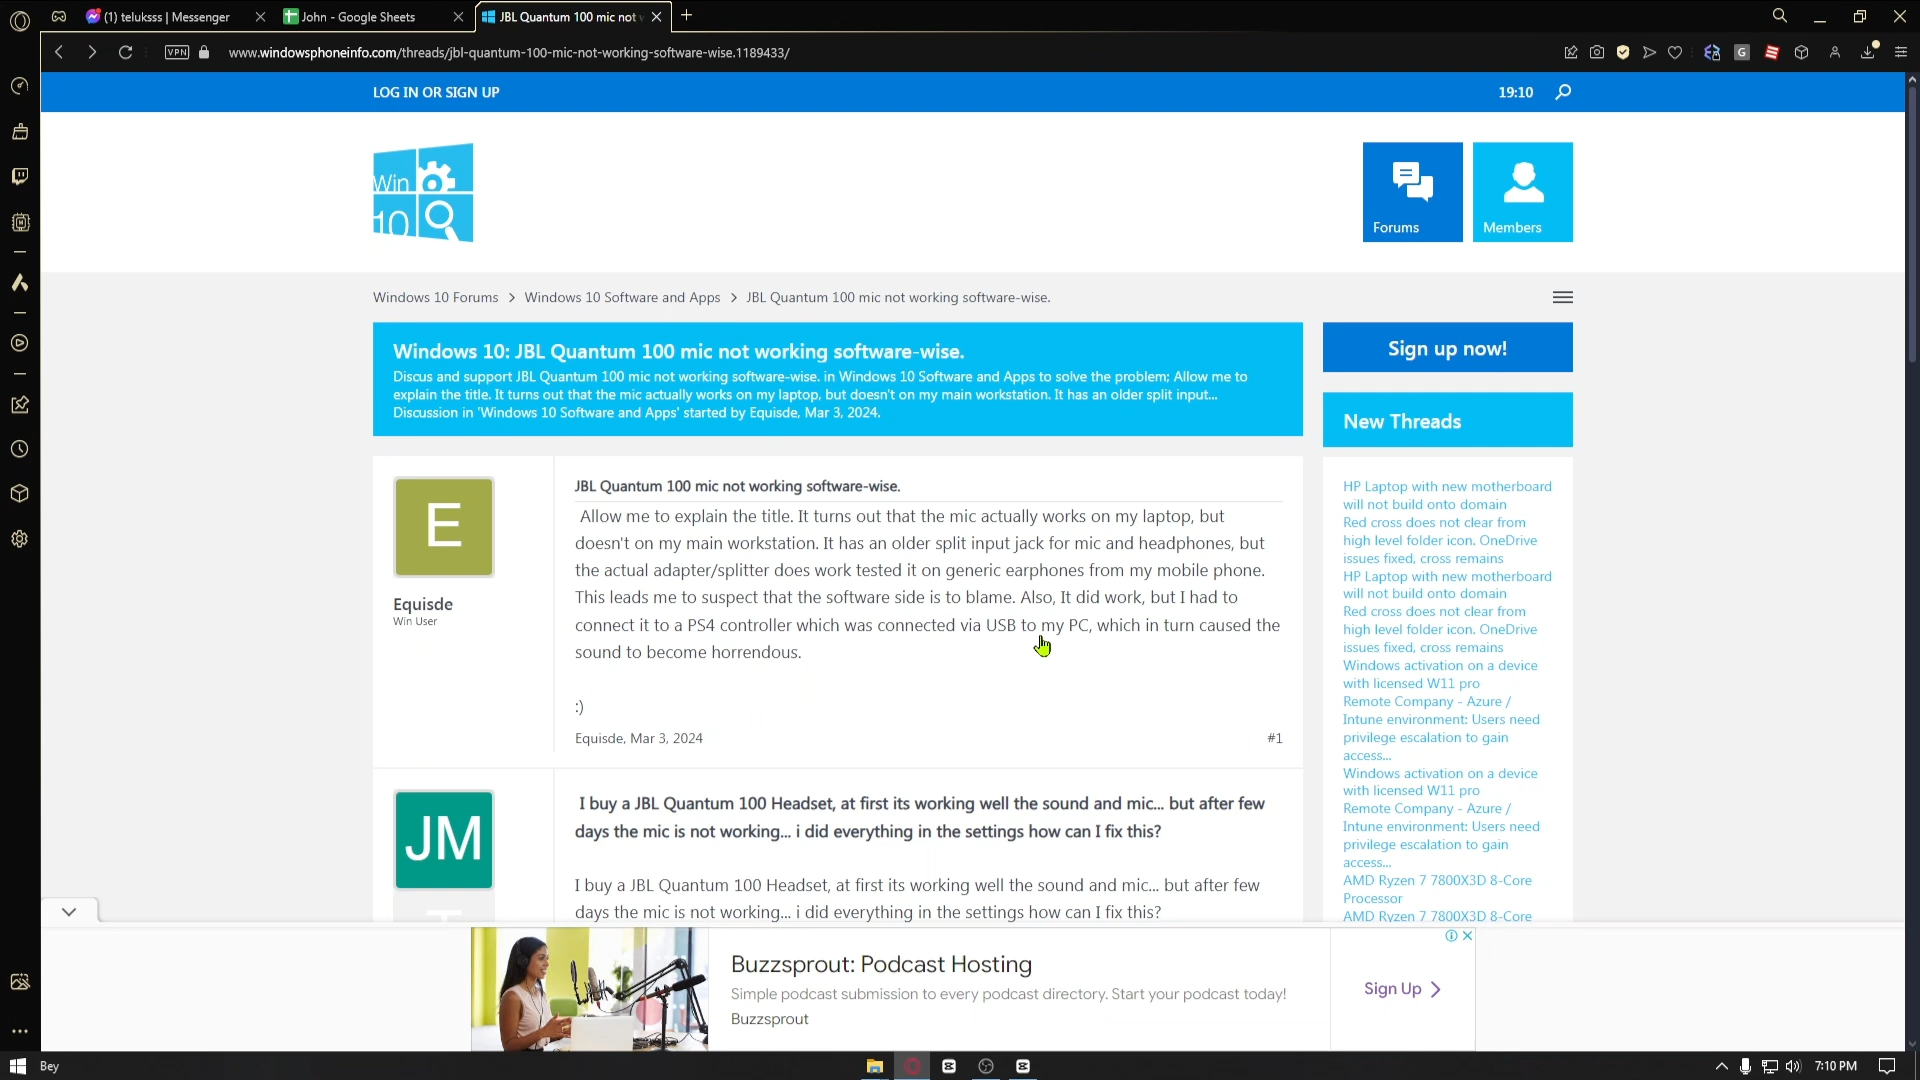 (1) teluksss | Messenger
John - Google Sheets
JBL Quantum 100 mic not
VPN
www.windowsphoneinfo.com/threads/jbl-quantum-100-mic-not-working-software-wise.1189433/
G
LOG IN OR SIGN UP
19:10
Win
10
Forums
Members
Windows 10 Forums > Windows 10 Software and Apps > JBL Quantum 100 mic not working software-wise.
Windows 10: JBL Quantum 100 mic not working software-wise.
Discus and support JBL Quantum 100 mic not working software-wise. in Windows 10 Software and Apps to solve the problem; Allow me to
explain the title. It turns out that the mic actually works on my laptop, but doesn't on my main workstation. It has an older split input...
Discussion in 'Windows 10 Software and Apps' started by Equisde, Mar 3, 2024.
E
Equisde
Win User
JBL Quantum 100 mic not working software-wise.
Allow me to explain the title. It turns out that the mic actually works on my laptop, but
doesn't on my main workstation. It has an older split input jack for mic and headphones, but
the actual adapter/splitter does work tested it on generic earphones from my mobile phone.
This leads me to suspect that the software side is to blame. Also, It did work, but I had to
connect it to a PS4 controller which was connected via USB to my PC, which in turn caused the
sound to become horrendous.
:)
Equisde, Mar 3, 2024
#1
JM
I buy a JBL Quantum 100 Headset, at first its working well the sound and mic... but after few
days the mic is not working... i did everything in the settings how can I fix this?
I buy a JBL Quantum 100 Headset, at first its working well the sound and mic... but after few
days the mic is not working... i did everything in the settings how can I fix this?
Sign up now!
New Threads
HP Laptop with new motherboard
will not build onto domain
Red cross does not clear from
high level folder icon. OneDrive
issues fixed, cross remains
HP Laptop with new motherboard
will not build onto domain
Red cross does not clear from
high level folder icon. OneDrive
issues fixed, cross remains
Windows activation on a device
with licensed W11 pro
Remote Company - Azure /
Intune environment: Users need
privilege escalation to gain
access...
Windows activation on a device
with licensed W11 pro
Remote Company - Azure /
Intune environment: Users need
privilege escalation to gain
access...
AMD Ryzen 7 7800X3D 8-Core
Processor
AMD Ryzen 7 7800X3D 8-Core
Buzzsprout: Podcast Hosting
Simple podcast submission to every podcast directory. Start your podcast today!
Buzzsprout
Sign Up >
Bey
7:10 PM